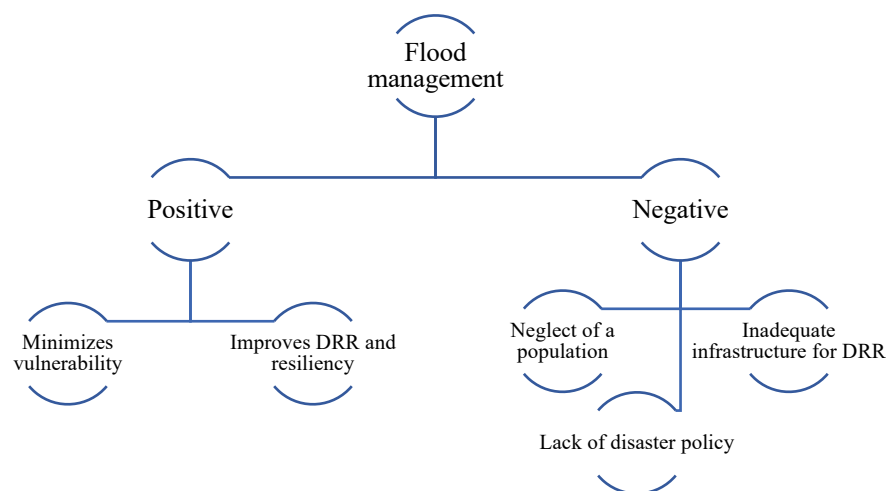 Flood
management
Positive
Negative
Minimizes
vulnerability
Improves DRR and
resiliency
Neglect of a
population
Inadequate
infrastructure for DRR
Lack of disaster policy